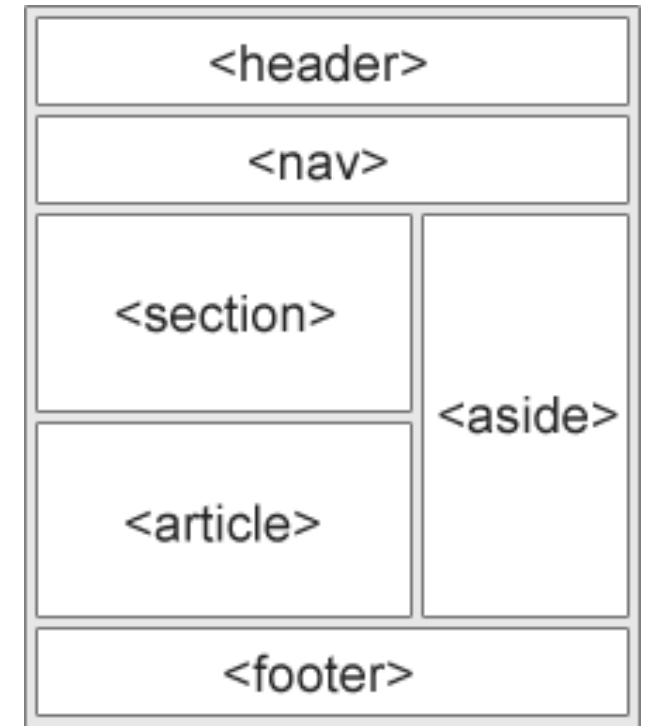 <header>
<nav>
<section>
<article>
<aside>
<footer>